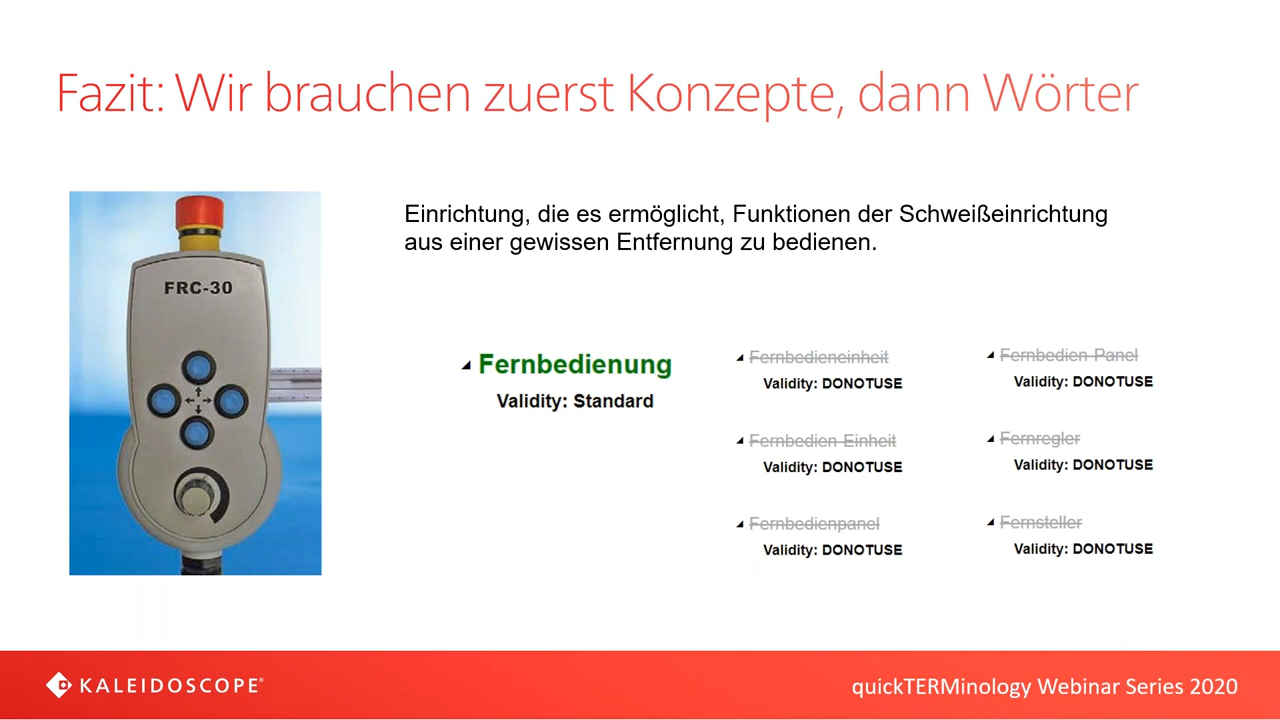 Fazit: Wir brauchen zuerst Konzepte, dann Wörter
FRC-30
Einrichtung, die es ermöglicht, Funktionen der Schweißeinrichtung
aus einer gewissen Entfernung zu bedienen.
Fernbedienung
Validity: Standard
Fernbedieneinheit
Validity: DONOTUSE
Fernbedien-Einheit
Validity: DONOTUSE
Fernbedienpanel
Validity: DONOTUSE
Fernbedien-Panel
Validity: DONOTUSE
Fernregler
Validity: DONOTUSE
Fernsteller
Validity: DONOTUSE
KALEIDOSCOPE®
quickTERMinology Webinar Series 2020